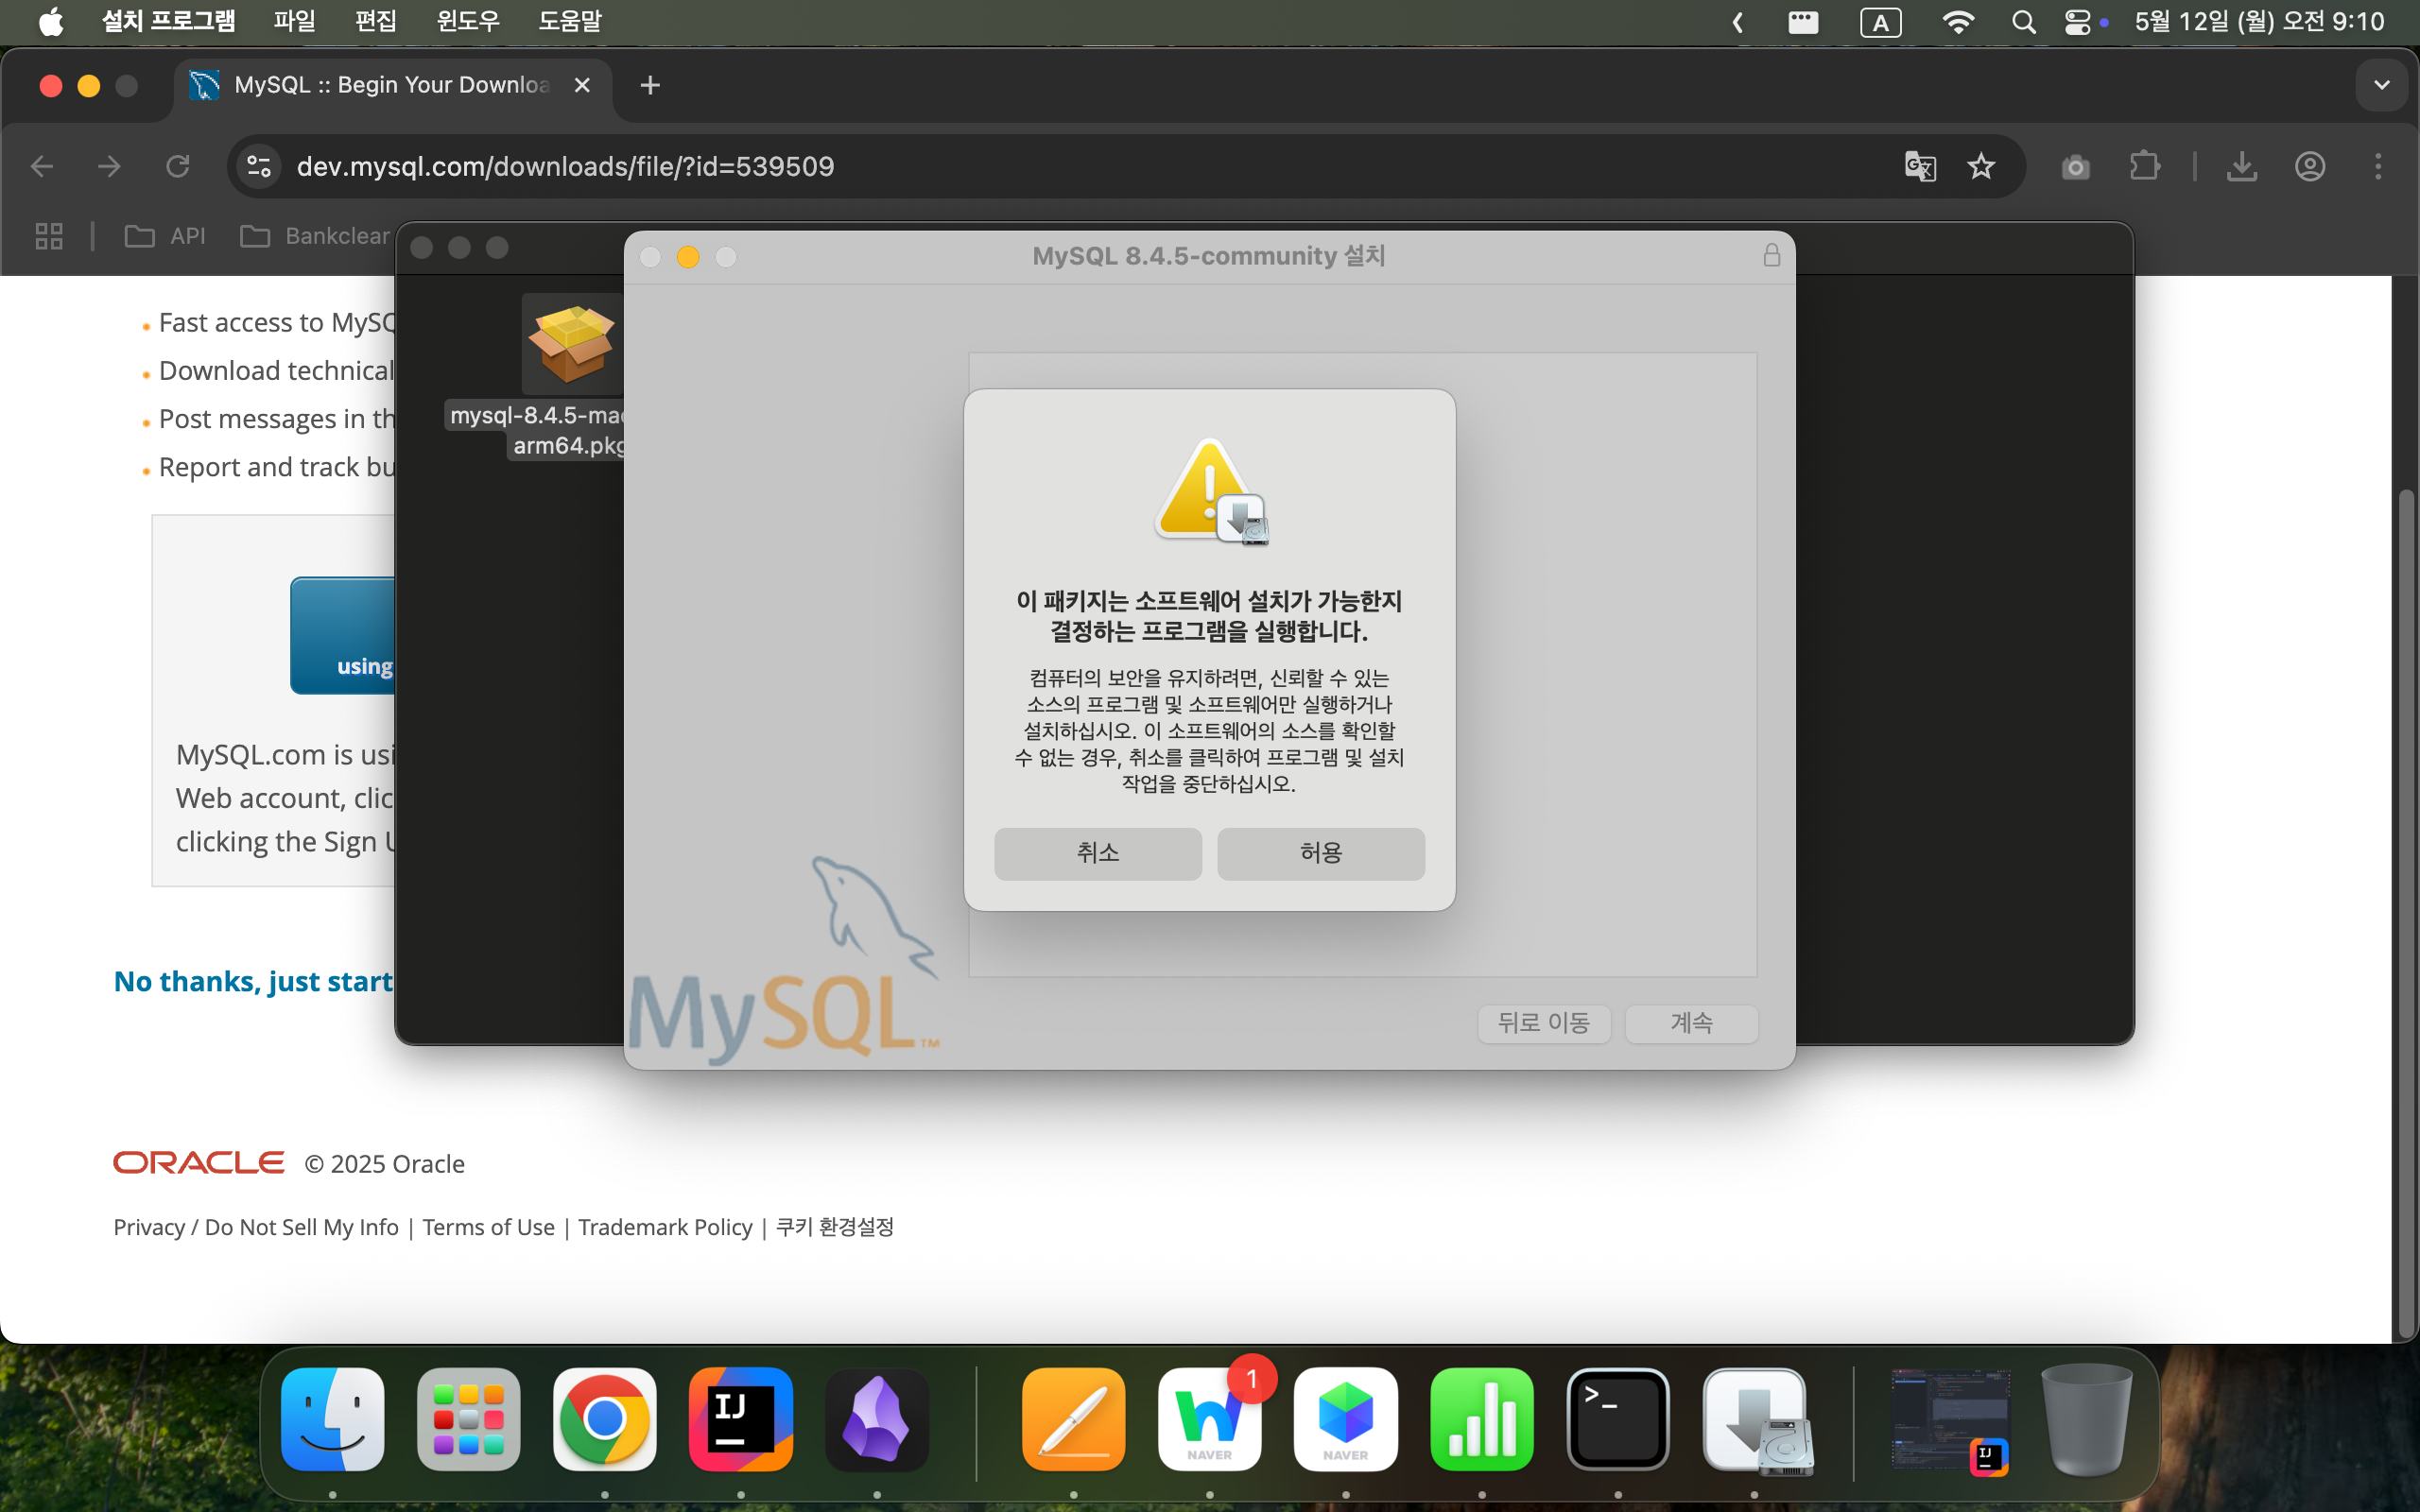 설치 프로그램 파일 편집 윈도우 도움말 A 5월 12일 (월) 오전 9:10
MySQL :: Begin Your Downloa
dev.mysql.com/downloads/file/?id=539509
API Bankclear
MySQL 8.4.5-community 설치
Fast access to MySQ
Download technical
Post messages in th
Report and track bu
mysql-8.4.5-mac
arm64.pkg
using
MySQL.com is usi
Web account, clic
clicking the Sign U
No thanks, just start
이 패키지는 소프트웨어 설치가 가능한지
결정하는 프로그램을 실행합니다.
컴퓨터의 보안을 유지하려면, 신뢰할 수 있는
소스의 프로그램 및 소프트웨어만 실행하거나
설치하십시오. 이 소프트웨어의 소스를 확인할
수 없는 경우, 취소를 클릭하여 프로그램 및 설치
작업을 중단하십시오.
취소 허용
MySQL™
뒤로 이동 계속
ORACLE © 2025 Oracle
Privacy / Do Not Sell My Info | Terms of Use | Trademark Policy | 쿠키 환경설정
IJ
NAVER
1
NAVER
>_
IJ